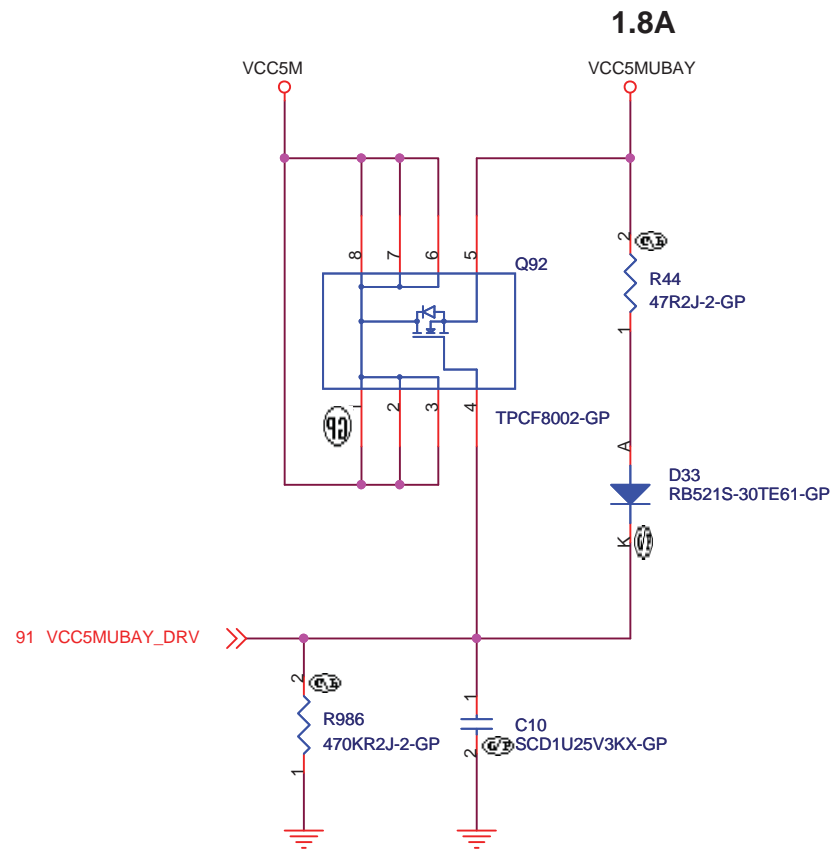 1.8A
VCC5M
VCC5MUBAY
8
7
6
5
Q92
2
R44
47R2J-2-GP
1
2
3
4
TPCF8002-GP
GP
A
D33
RB521S-30TE61-GP
K
G/P
91 VCC5MUBAY_DRV
2
R986
470KR2J-2-GP
1
1
C10
SCD1U25V3KX-GP
2
G/P